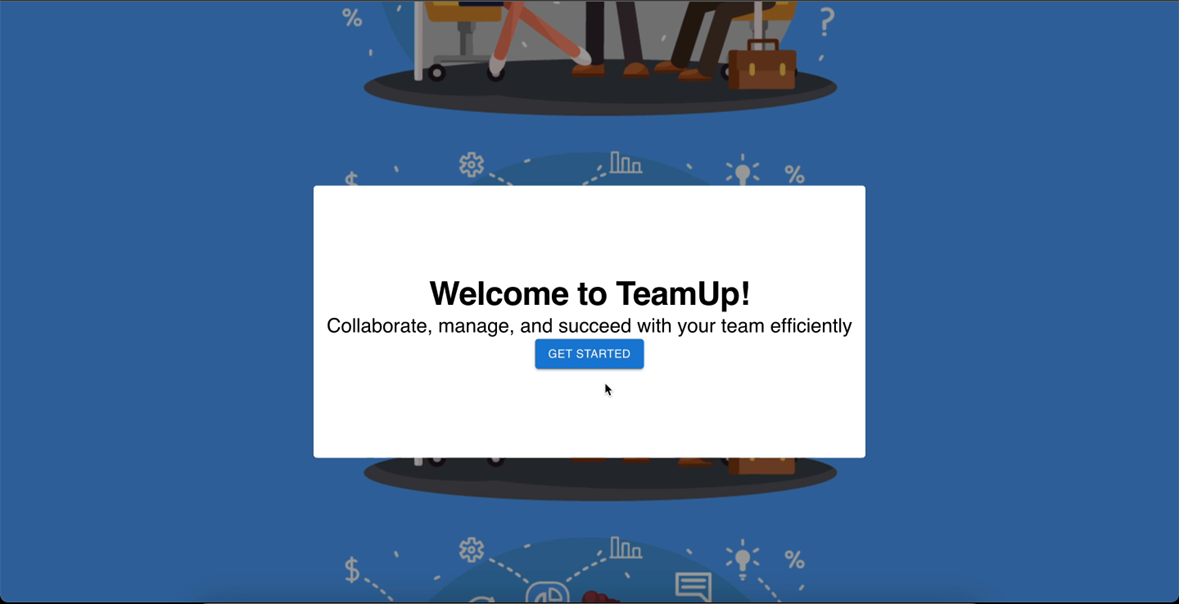 %
?
$
%
Welcome to TeamUp!
Collaborate, manage, and succeed with your team efficiently
GET STARTED
$
%